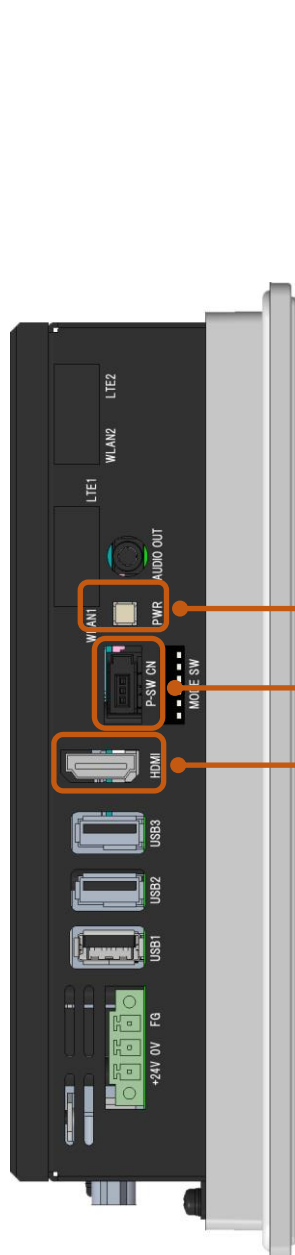 LTE2
WLAN2
LTE1
WLAN1
AUDIO OUT
PWR
P-SW CN
MODE SW
HDMI
USB3
USB2
USB1
+24V 0V FG